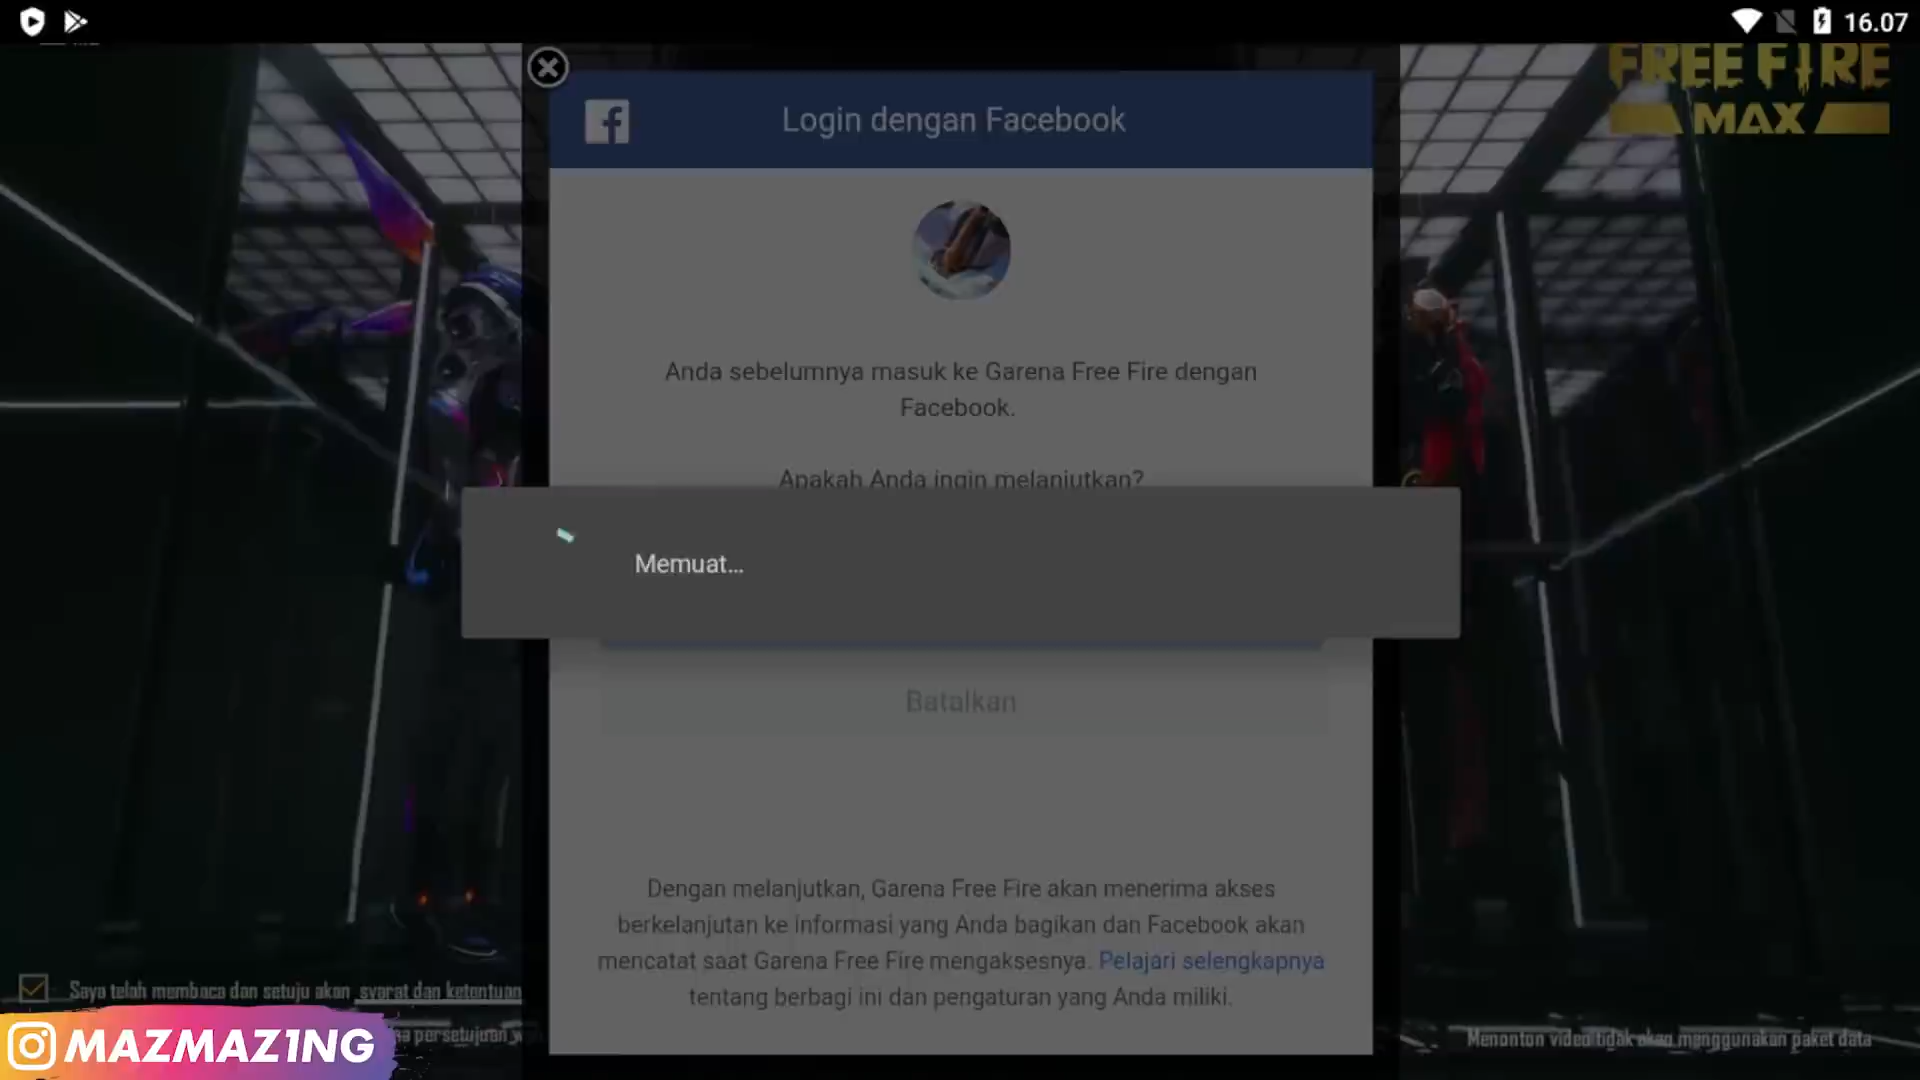 16.07
FREE FIRE
MAX
Login dengan Facebook
Anda sebelumnya masuk ke Garena Free Fire dengan
Facebook.
Apakah Anda ingin melanjutkan?
Memuat...
Batalkan
Dengan melanjutkan, Garena Free Fire akan menerima akses
berkelanjutan ke informasi yang Anda bagikan dan Facebook akan
mencatat saat Garena Free Fire mengaksesnya. Pelajari selengkapnya
tentang berbagi ini dan pengaturan yang Anda miliki.
Saya telah membaca dan setuju akan syarat dan ketentuan
persetujuan
MAZMAZ1NG
Menonton video tidak akan menggunakan paket data